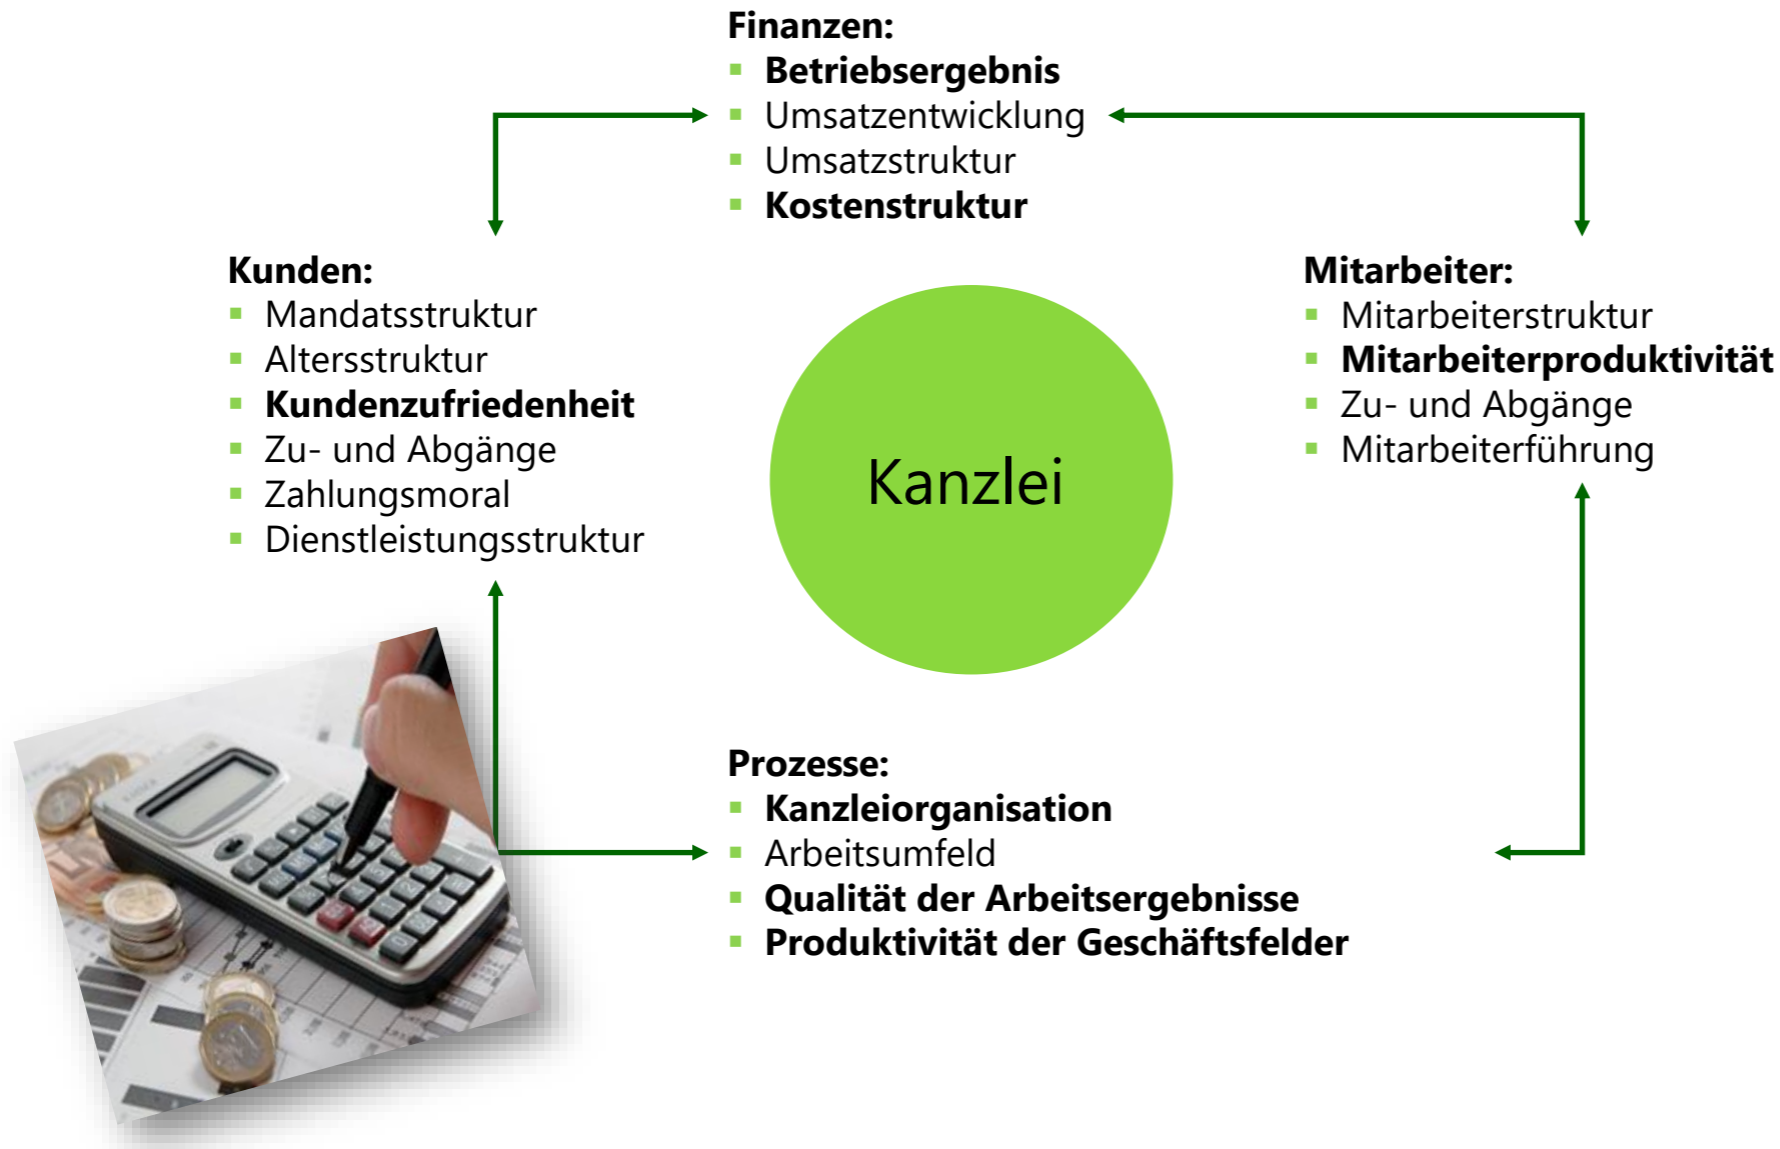 Finanzen:
Betriebsergebnis
Umsatzentwicklung
Umsatzstruktur
Kostenstruktur
Kunden:
Mandatsstruktur
Altersstruktur
Kundenzufriedenheit
Zu- und Abgänge
Zahlungsmoral
Dienstleistungsstruktur
Kanzlei
Mitarbeiter:
Mitarbeiterstruktur
Mitarbeiterproduktivität
Zu- und Abgänge
Mitarbeiterführung
Prozesse:
Kanzleiorganisation
Arbeitsumfeld
Qualität der Arbeitsergebnisse
Produktivität der Geschäftsfelder